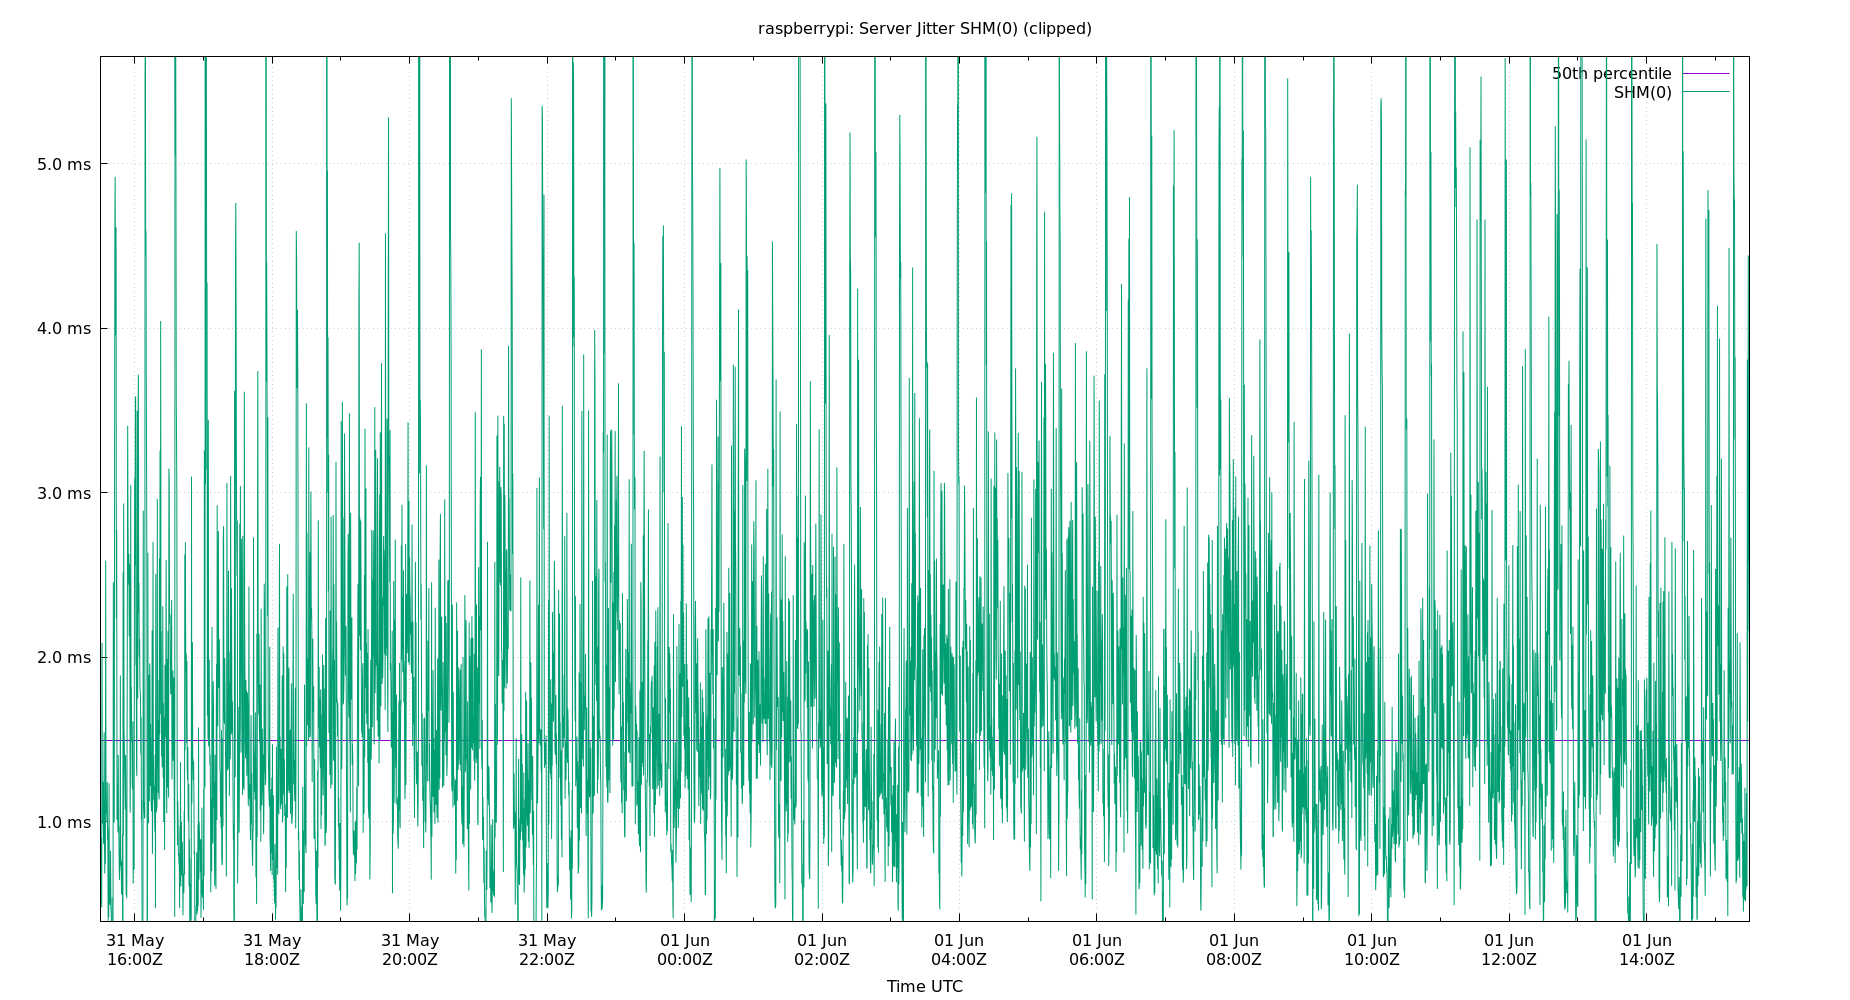 raspberrypi: Server Jitter SHM(0) (clipped)
50th percentile
SHM(0)
5.0 ms
4.0 ms
3.0 ms
2.0 ms
1.0 ms
31 May 31 May 31 May 31 May 01 Jun 01 Jun 01 Jun 01 Jun 01 Jun 01 Jun 01 Jun 01 Jun
16:00Z 18:00Z 20:00Z 22:00Z 00:00Z 02:00Z 04:00Z 06:00Z 08:00Z 10:00Z 12:00Z 14:00Z
Time UTC